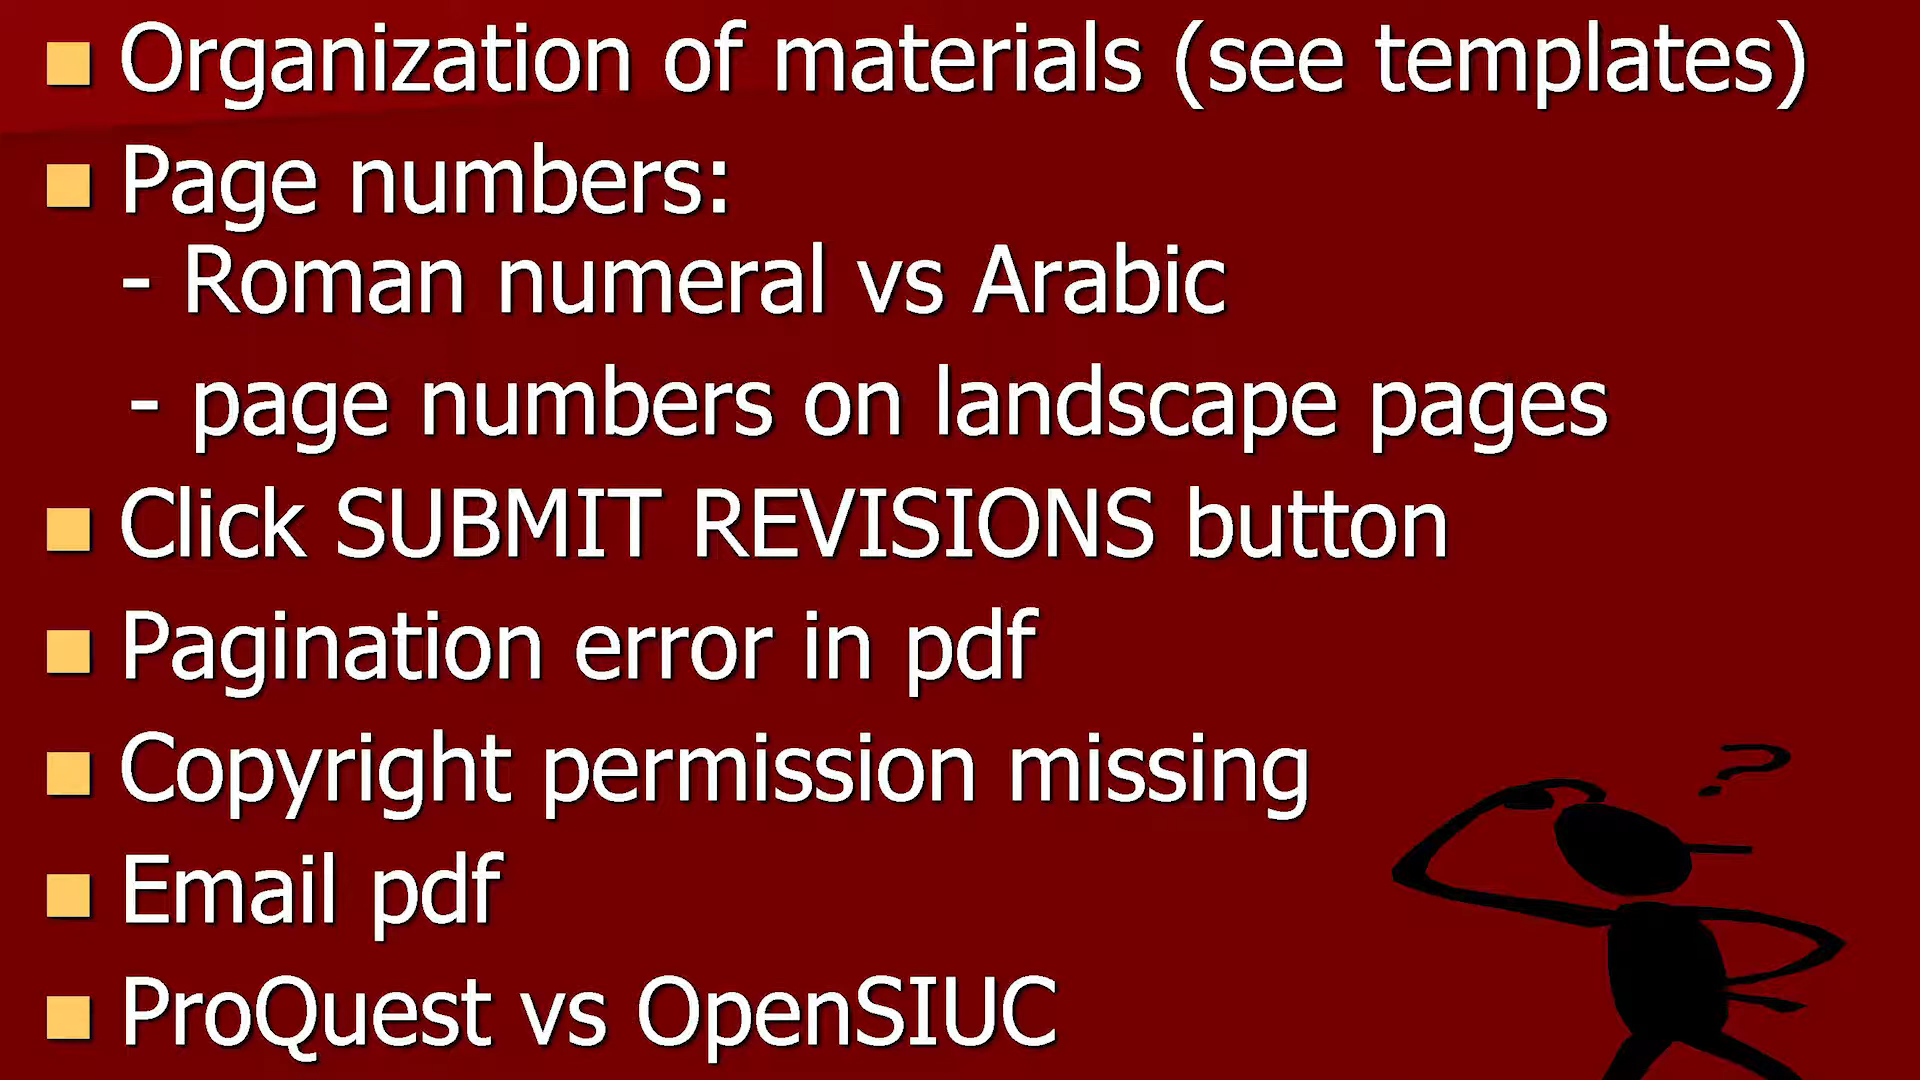 Organization of materials (see templates)
Page numbers:
- Roman numeral vs Arabic
- page numbers on landscape pages
Click SUBMIT REVISIONS button
Pagination error in pdf
Copyright permission missing
Email pdf
ProQuest vs OpenSIUC
?